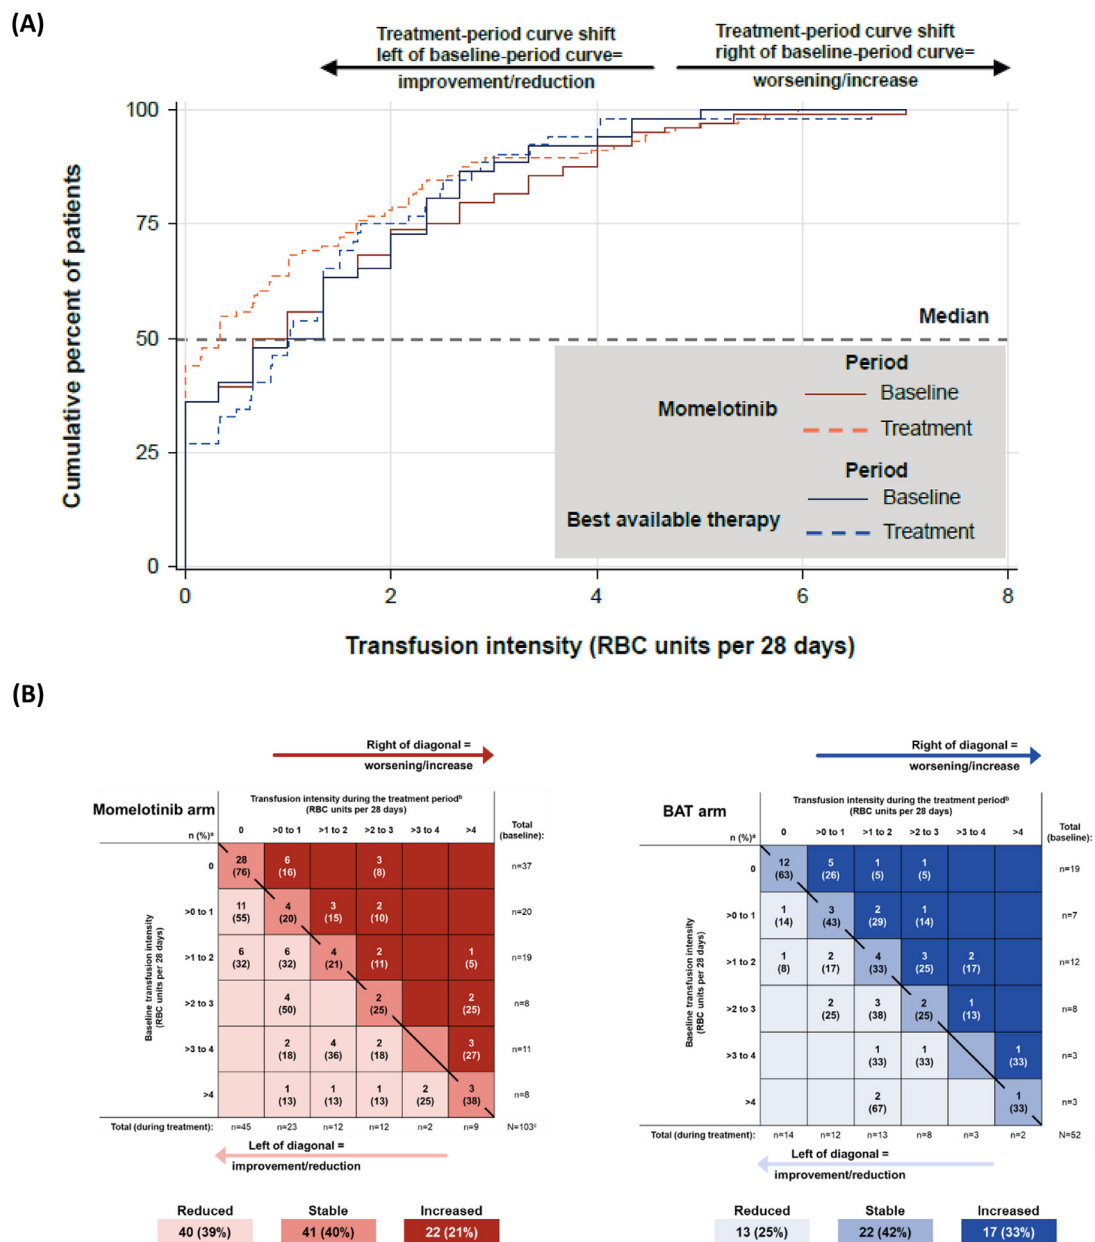 (A)
Treatment-period curve shift
left of baseline-period curve=
improvement/reduction
Treatment-period curve shift
right of baseline-period curve=
worsening/increase
Cumulative percent of patients
100
75
50
25
0
Median
Period
Momelotinib
Baseline
Treatment
Period
Best available therapy
Baseline
Treatment
0 2 4 6 8
Transfusion intensity (RBC units per 28 days)
(B)
Right of diagonal =
worsening/increase
Momelotinib arm
Transfusion intensity during the treatment periodᵇ
(RBC units per 28 days)
Total
(baseline):
n (%)ᵃ
0 >0 to 1 >1 to 2 >2 to 3 >3 to 4 >4
Baseline transfusion intensity
(RBC units per 28 days)
0 28 (76) 6 (16) 3 (8) n=37
>0 to 1 11 (55) 4 (20) 3 (15) 2 (10) n=20
>1 to 2 6 (32) 6 (32) 4 (21) 2 (11) 1 (5) n=19
>2 to 3 4 (50) 2 (25) 2 (25) n=8
>3 to 4 2 (18) 4 (36) 2 (18) 3 (27) n=11
>4 1 (13) 1 (13) 1 (13) 2 (25) 3 (38) n=8
Total (during treatment): n=45 n=23 n=12 n=12 n=2 n=9 N=103ᶜ
Left of diagonal =
improvement/reduction
Reduced Stable Increased
40 (39%) 41 (40%) 22 (21%)
Right of diagonal =
worsening/increase
BAT arm
Transfusion intensity during the treatment periodᵇ
(RBC units per 28 days)
Total
(baseline):
n (%)ᵃ
0 >0 to 1 >1 to 2 >2 to 3 >3 to 4 >4
Baseline transfusion intensity
(RBC units per 28 days)
0 12 (63) 5 (26) 1 (5) 1 (5) n=19
>0 to 1 1 (14) 3 (43) 2 (29) 1 (14) n=7
>1 to 2 1 (8) 2 (17) 4 (33) 3 (25) 2 (17) n=12
>2 to 3 2 (25) 3 (38) 2 (25) 1 (13) n=8
>3 to 4 1 (33) 1 (33) 1 (33) n=3
>4 2 (67) 1 (33) n=3
Total (during treatment): n=14 n=12 n=13 n=8 n=3 n=2 N=52
Left of diagonal =
improvement/reduction
Reduced Stable Increased
13 (25%) 22 (42%) 17 (33%)